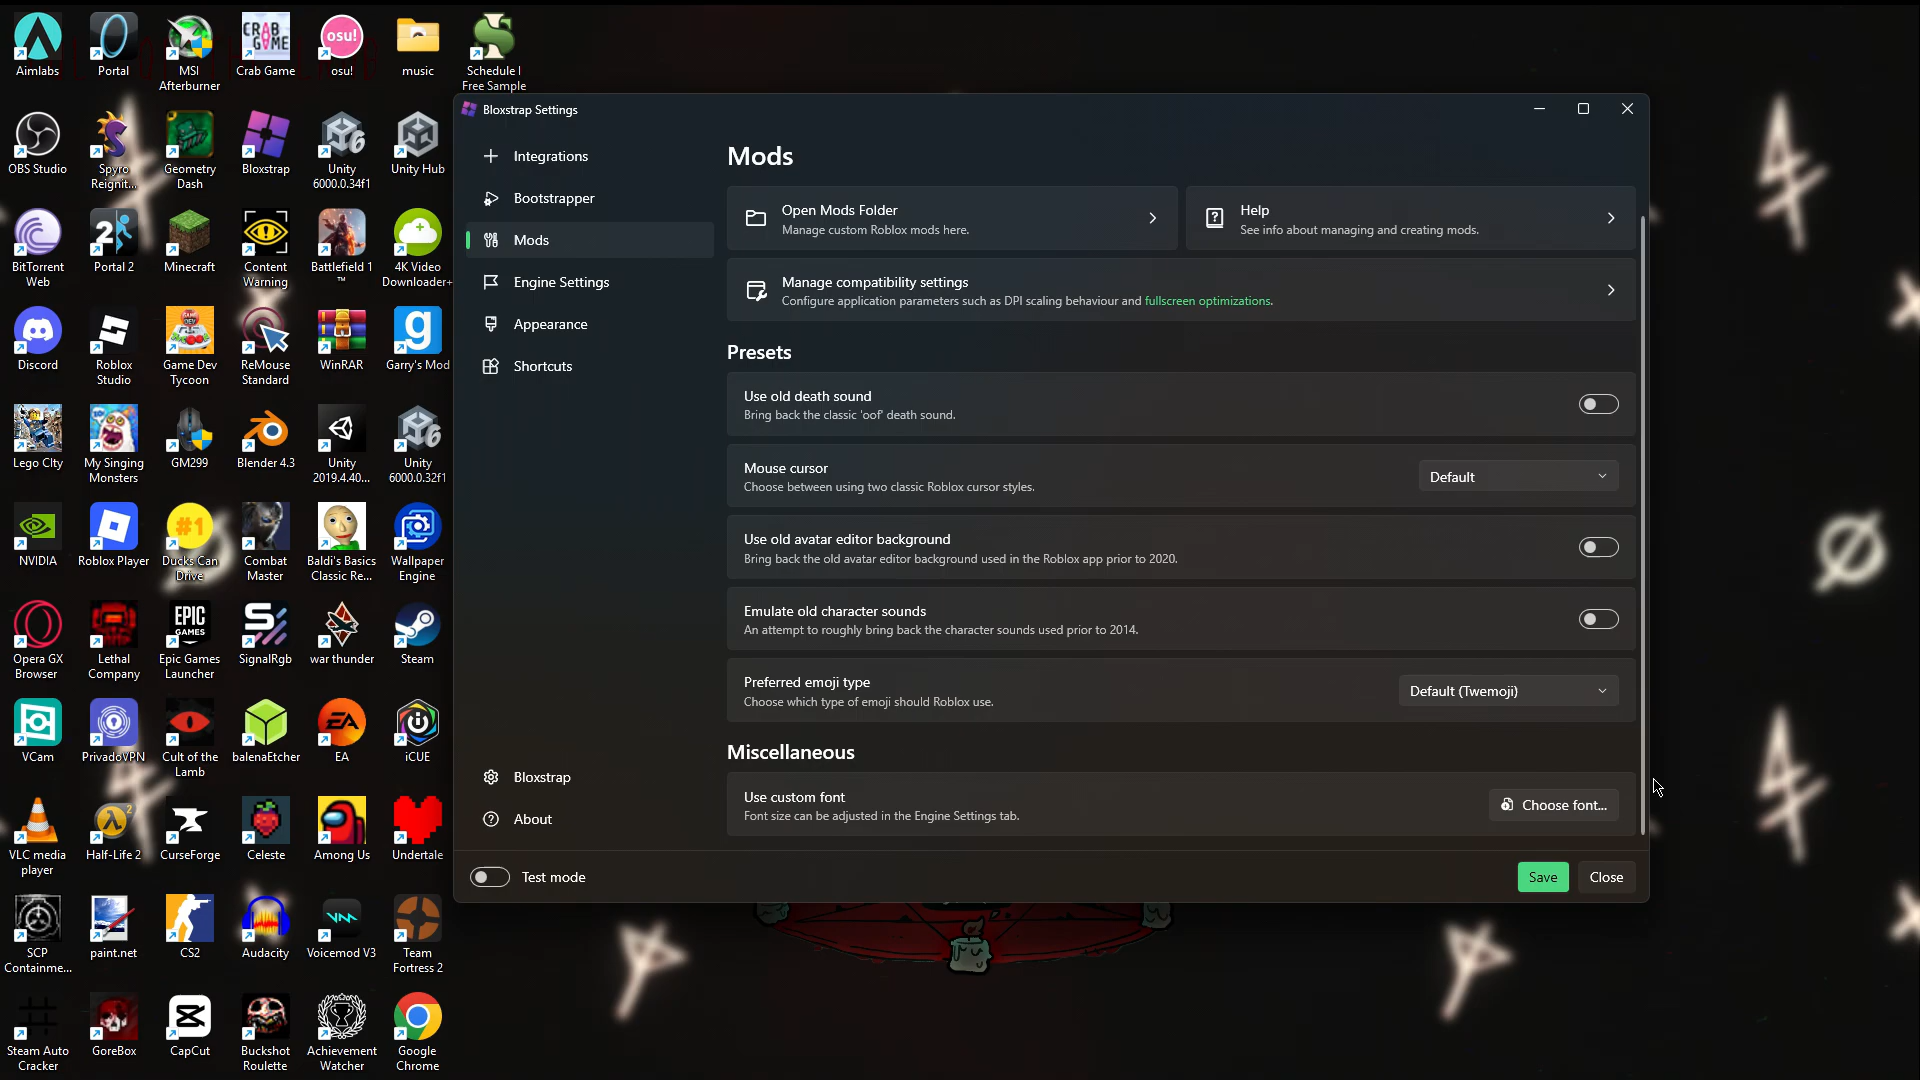 Aimlabs
Portal
MSI
Afterburner
Crab Game
osu!
music
Schedule I
Free Sample
OBS Studio
Spyro
Reignit...
Geometry
Dash
Bloxstrap
Unity
6000.0.34f1
Unity Hub
BitTorrent
Web
Portal 2
Minecraft
Content
Warning
Battlefield 1
™
4K Video
Downloader+
Discord
Roblox
Studio
Game Dev
Tycoon
ReMouse
Standard
WinRAR
Garry's Mod
Lego CIty
My Singing
Monsters
GM299
Blender 4.3
Unity
2019.4.40...
Unity
6000.0.32f1
NVIDIA
Roblox Player
Ducks Can
Drive
Combat
Master
Baldi's Basics
Classic Re...
Wallpaper
Engine
Opera GX
Browser
Lethal
Company
Epic Games
Launcher
SignalRgb
war thunder
Steam
VCam
PrivadoVPN
Cult of the
Lamb
balenaEtcher
EA
iCUE
VLC media
player
Half-Life 2
CurseForge
Celeste
Among Us
Undertale
SCP
Containme...
paint.net
CS2
Audacity
Voicemod V3
Team
Fortress 2
Steam Auto
Cracker
GoreBox
CapCut
Buckshot
Roulette
Achievement
Watcher
Google
Chrome
Bloxstrap Settings
Integrations
Bootstrapper
Mods
Engine Settings
Appearance
Shortcuts
Bloxstrap
About
Mods
Open Mods Folder
Manage custom Roblox mods here.
Help
See info about managing and creating mods.
Manage compatibility settings
Configure application parameters such as DPI scaling behaviour and fullscreen optimizations.
Presets
Use old death sound
Bring back the classic 'oof' death sound.
Mouse cursor
Choose between using two classic Roblox cursor styles.
Default
Use old avatar editor background
Bring back the old avatar editor background used in the Roblox app prior to 2020.
Emulate old character sounds
An attempt to roughly bring back the character sounds used prior to 2014.
Preferred emoji type
Choose which type of emoji should Roblox use.
Default (Twemoji)
Miscellaneous
Use custom font
Font size can be adjusted in the Engine Settings tab.
Choose font...
Test mode
Save
Close